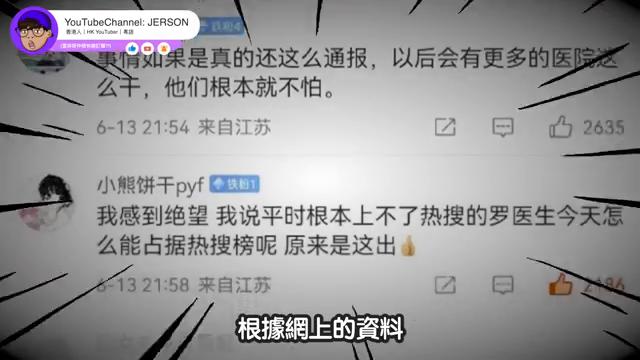 YouTubeChannel: JERSON
香港人｜HK YouTuber｜粵語
事情如果是真的还这么通报，以后会有更多的医院这
么干，他们根本就不怕。
6-13 21:54 来自江苏
2635
小熊饼干pyf 铁粉1
我感到绝望 我说平时根本上不了热搜的罗医生今天怎
么能占据热搜榜呢 原来是这出👍
6-13 21:58 来自江苏
2186
根據網上的資料